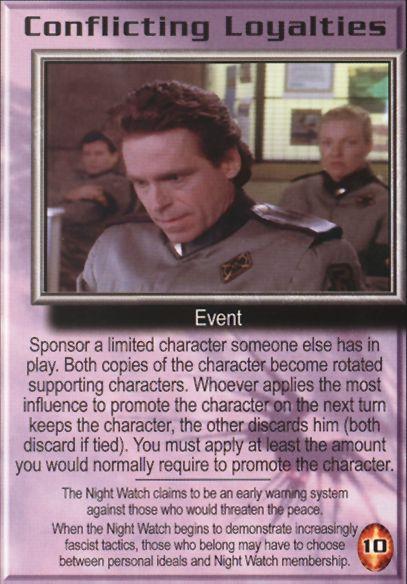 Conflicting Loyalties
Event
Sponsor a limited character someone else has in
play. Both copies of the character become rotated
supporting characters. Whoever applies the most
influence to promote the character on the next turn
keeps the character, the other discards him (both
discard if tied). You must apply at least the amount
you would normally require to promote the character.
The Night Watch claims to be an early warning system
against those who would threaten the peace.
When the Night Watch begins to demonstrate increasingly
fascist tactics, those who belong may have to choose
between personal ideals and Night Watch membership.
10